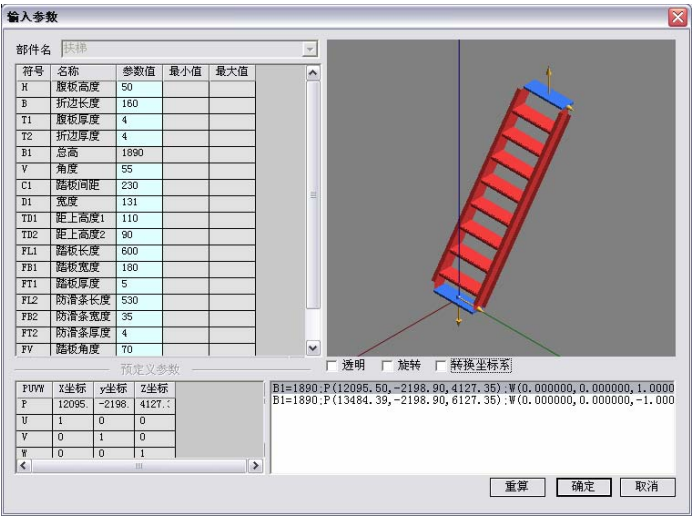 输入参数
部件名 扶梯
符号 名称 参数值 最小值 最大值
H 腹板高度 50
B 折边长度 160
T1 腹板厚度 4
T2 折边厚度 4
B1 总高 1890
V 角度 55
C1 踏板间距 230
D1 宽度 131
TD1 距上高度1 110
TD2 距上高度2 90
FL1 踏板长度 600
FB1 踏板宽度 180
FT1 踏板厚度 5
FL2 防滑条长度 530
FB2 防滑条宽度 35
FT2 防滑条厚度 4
FV 踏板角度 70
预定义参数
透明 旋转 转换坐标系
PUVW X坐标 y坐标 Z坐标
P 12095. -2198. 4127.
U 1 0 0
V 0 1 0
W 0 0 1
B1=1890;P(12095.50,-2198.90,4127.35);W(0.000000,0.000000,1.0000
B1=1890;P(13484.39,-2198.90,6127.35);W(0.000000,0.000000,-1.000
重算 确定 取消